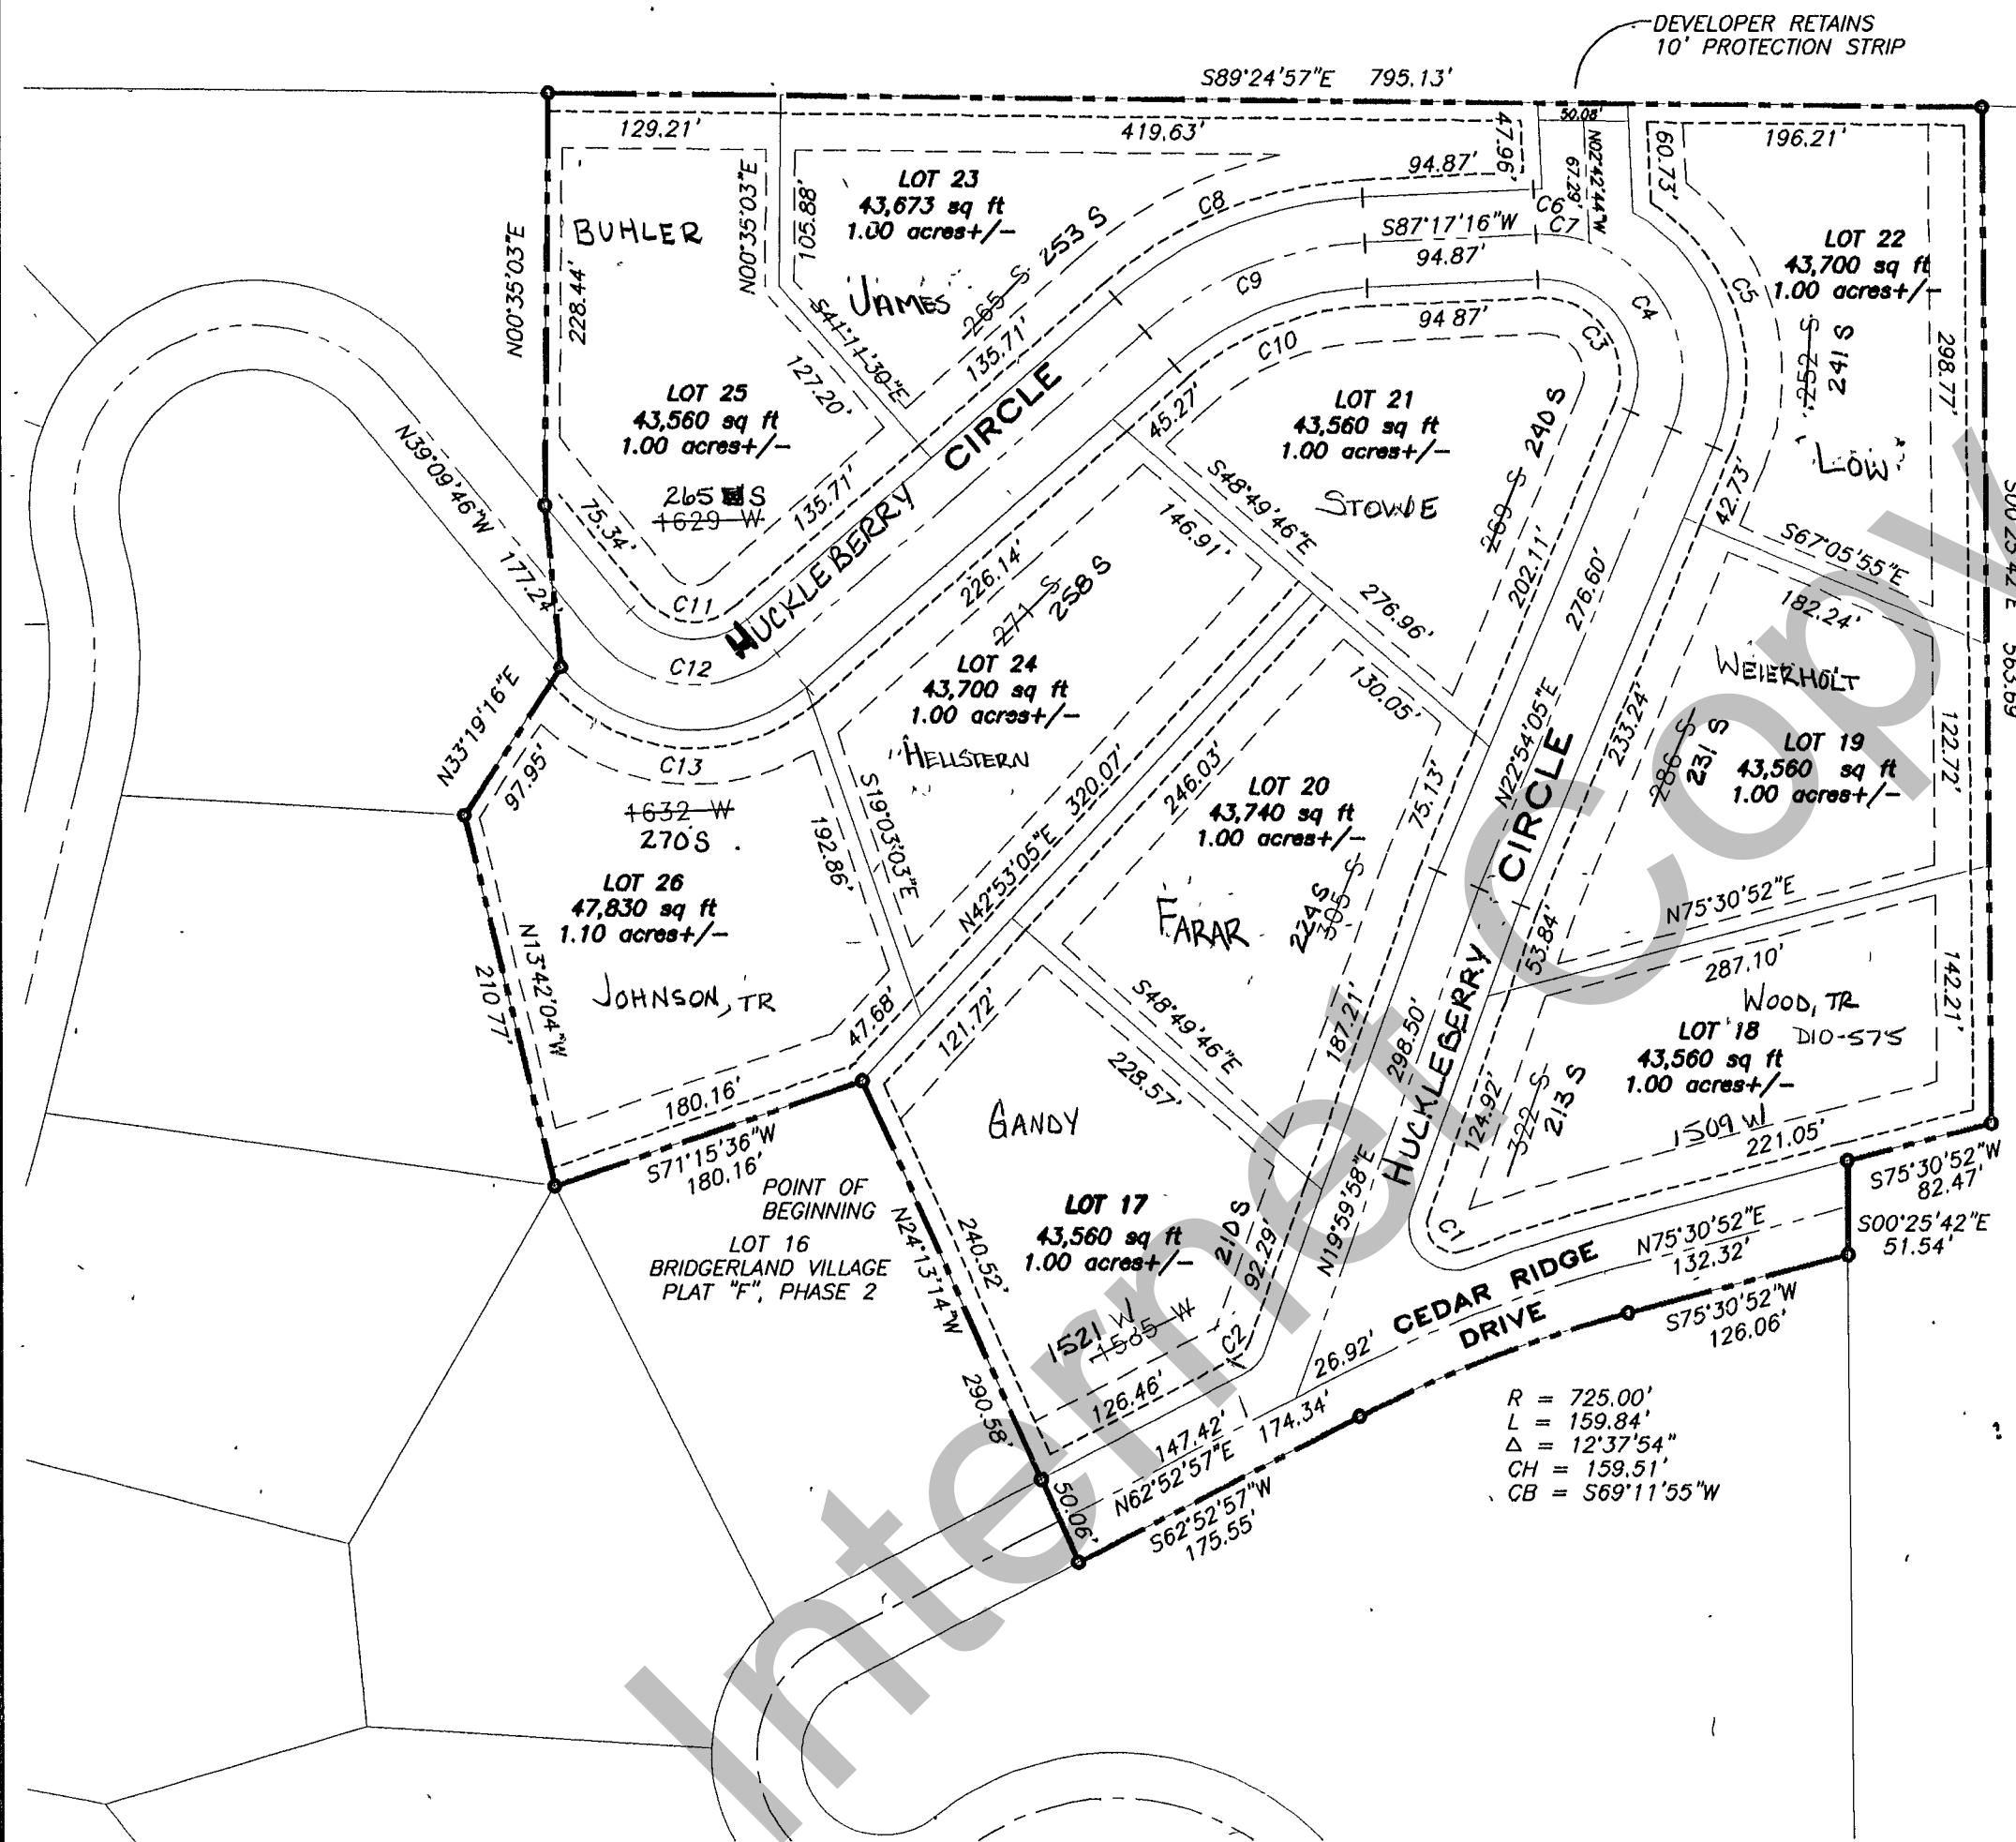 DEVELOPER RETAINS
10' PROTECTION STRIP
S89°24'57"E 795.13'
129.21'
419.63'
47.96'
50.08'
N02°42'44"W
67.29'
60.73'
196.21'
N00°35'03"E
228.44'
BUHLER
N00°35'03"E
105.88'
LOT 23
43,673 sq ft
1.00 acres+/-
JAMES
265 S
253 S
C8
94.87'
C6
C7
S87°17'16"W
94.87'
C9
94 87'
C10
C3
C4
C5
LOT 22
43,700 sq ft
1.00 acres+/-
252 S
241 S
LOW
298.77'
S41°11'30"E
127.20'
135.71'
LOT 25
43,560 sq ft
1.00 acres+/-
265 S
1629 W
75.34'
135.71'
HUCKLEBERRY CIRCLE
N39°09'46"W 177.24'
C11
C12
C13
45.27'
LOT 21
43,560 sq ft
1.00 acres+/-
STOWE
269 S
240 S
S48°49'46"E
276.96'
202.11'
276.60'
42.73'
S67°05'55"E
182.24'
S00°25'42"E 563.69'
226.14'
271 S
258 S
146.91'
LOT 24
43,700 sq ft
1.00 acres+/-
HELLSTERN
N33°19'16"E
97.95'
1632 W
270 S
LOT 26
47,830 sq ft
1.10 acres+/-
JOHNSON, TR
192.86'
S19°03'03"E
N42°53'05"E 320.07'
246.03'
130.05'
LOT 20
43,740 sq ft
1.00 acres+/-
FARAR
224 S
305 S
75.13'
N22°54'05"E
233.24'
HUCKLEBERRY CIRCLE
WEIERHOLT
286 S
231 S
LOT 19
43,560 sq ft
1.00 acres+/-
122.72'
N75°30'52"E
287.10'
53.84'
WOOD, TR
LOT 18
D10-575
43,560 sq ft
1.00 acres+/-
142.21'
322 S
213 S
1509 W
221.05'
124.92'
N13°42'04"W
210 77'
180.16'
S71°15'36"W
180.16'
47.68'
121.72'
S48°49'46"E
228.57'
187.21'
298.50'
N19°59'58"E
GANDY
POINT OF
BEGINNING
LOT 16
BRIDGERLAND VILLAGE
PLAT "F", PHASE 2
LOT 17
43,560 sq ft
1.00 acres+/-
210 S
92.29'
240.52'
N24°13'14"W
290.58'
1521 W
1565 W
C2
126.46'
C1
S75°30'52"W
82.47'
S00°25'42"E
51.54'
N75°30'52"E
132.32'
CEDAR RIDGE
DRIVE
26.92'
S75°30'52"W
126.06'
147.42'
N62°52'57"E
174.34'
50.06'
S62°52'57"W
175.55'
R = 725.00'
L = 159.84'
Δ = 12°37'54"
CH = 159.51'
CB = S69°11'55"W
Internet Copy